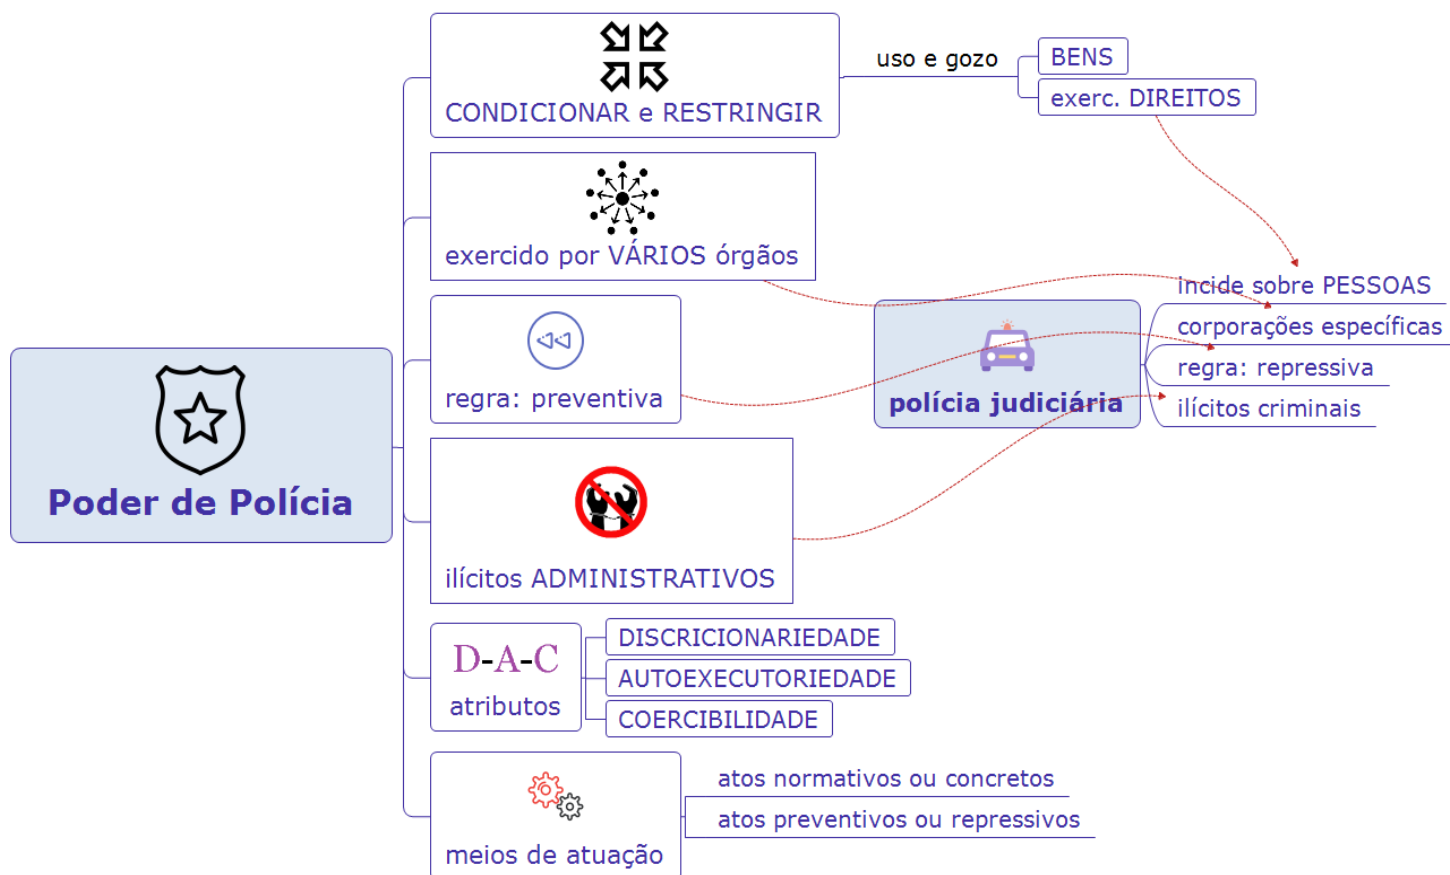 CONDICIONAR e RESTRINGIR
uso e gozo
BENS
exerc. DIREITOS
exercido por VÁRIOS órgãos
regra: preventiva
Poder de Polícia
ilícitos ADMINISTRATIVOS
polícia judiciária
incide sobre PESSOAS
corporações específicas
regra: repressiva
ilícitos criminais
D-A-C
atributos
DISCRICIONARIEDADE
AUTOEXECUTORIEDADE
COERCIBILIDADE
meios de atuação
atos normativos ou concretos
atos preventivos ou repressivos